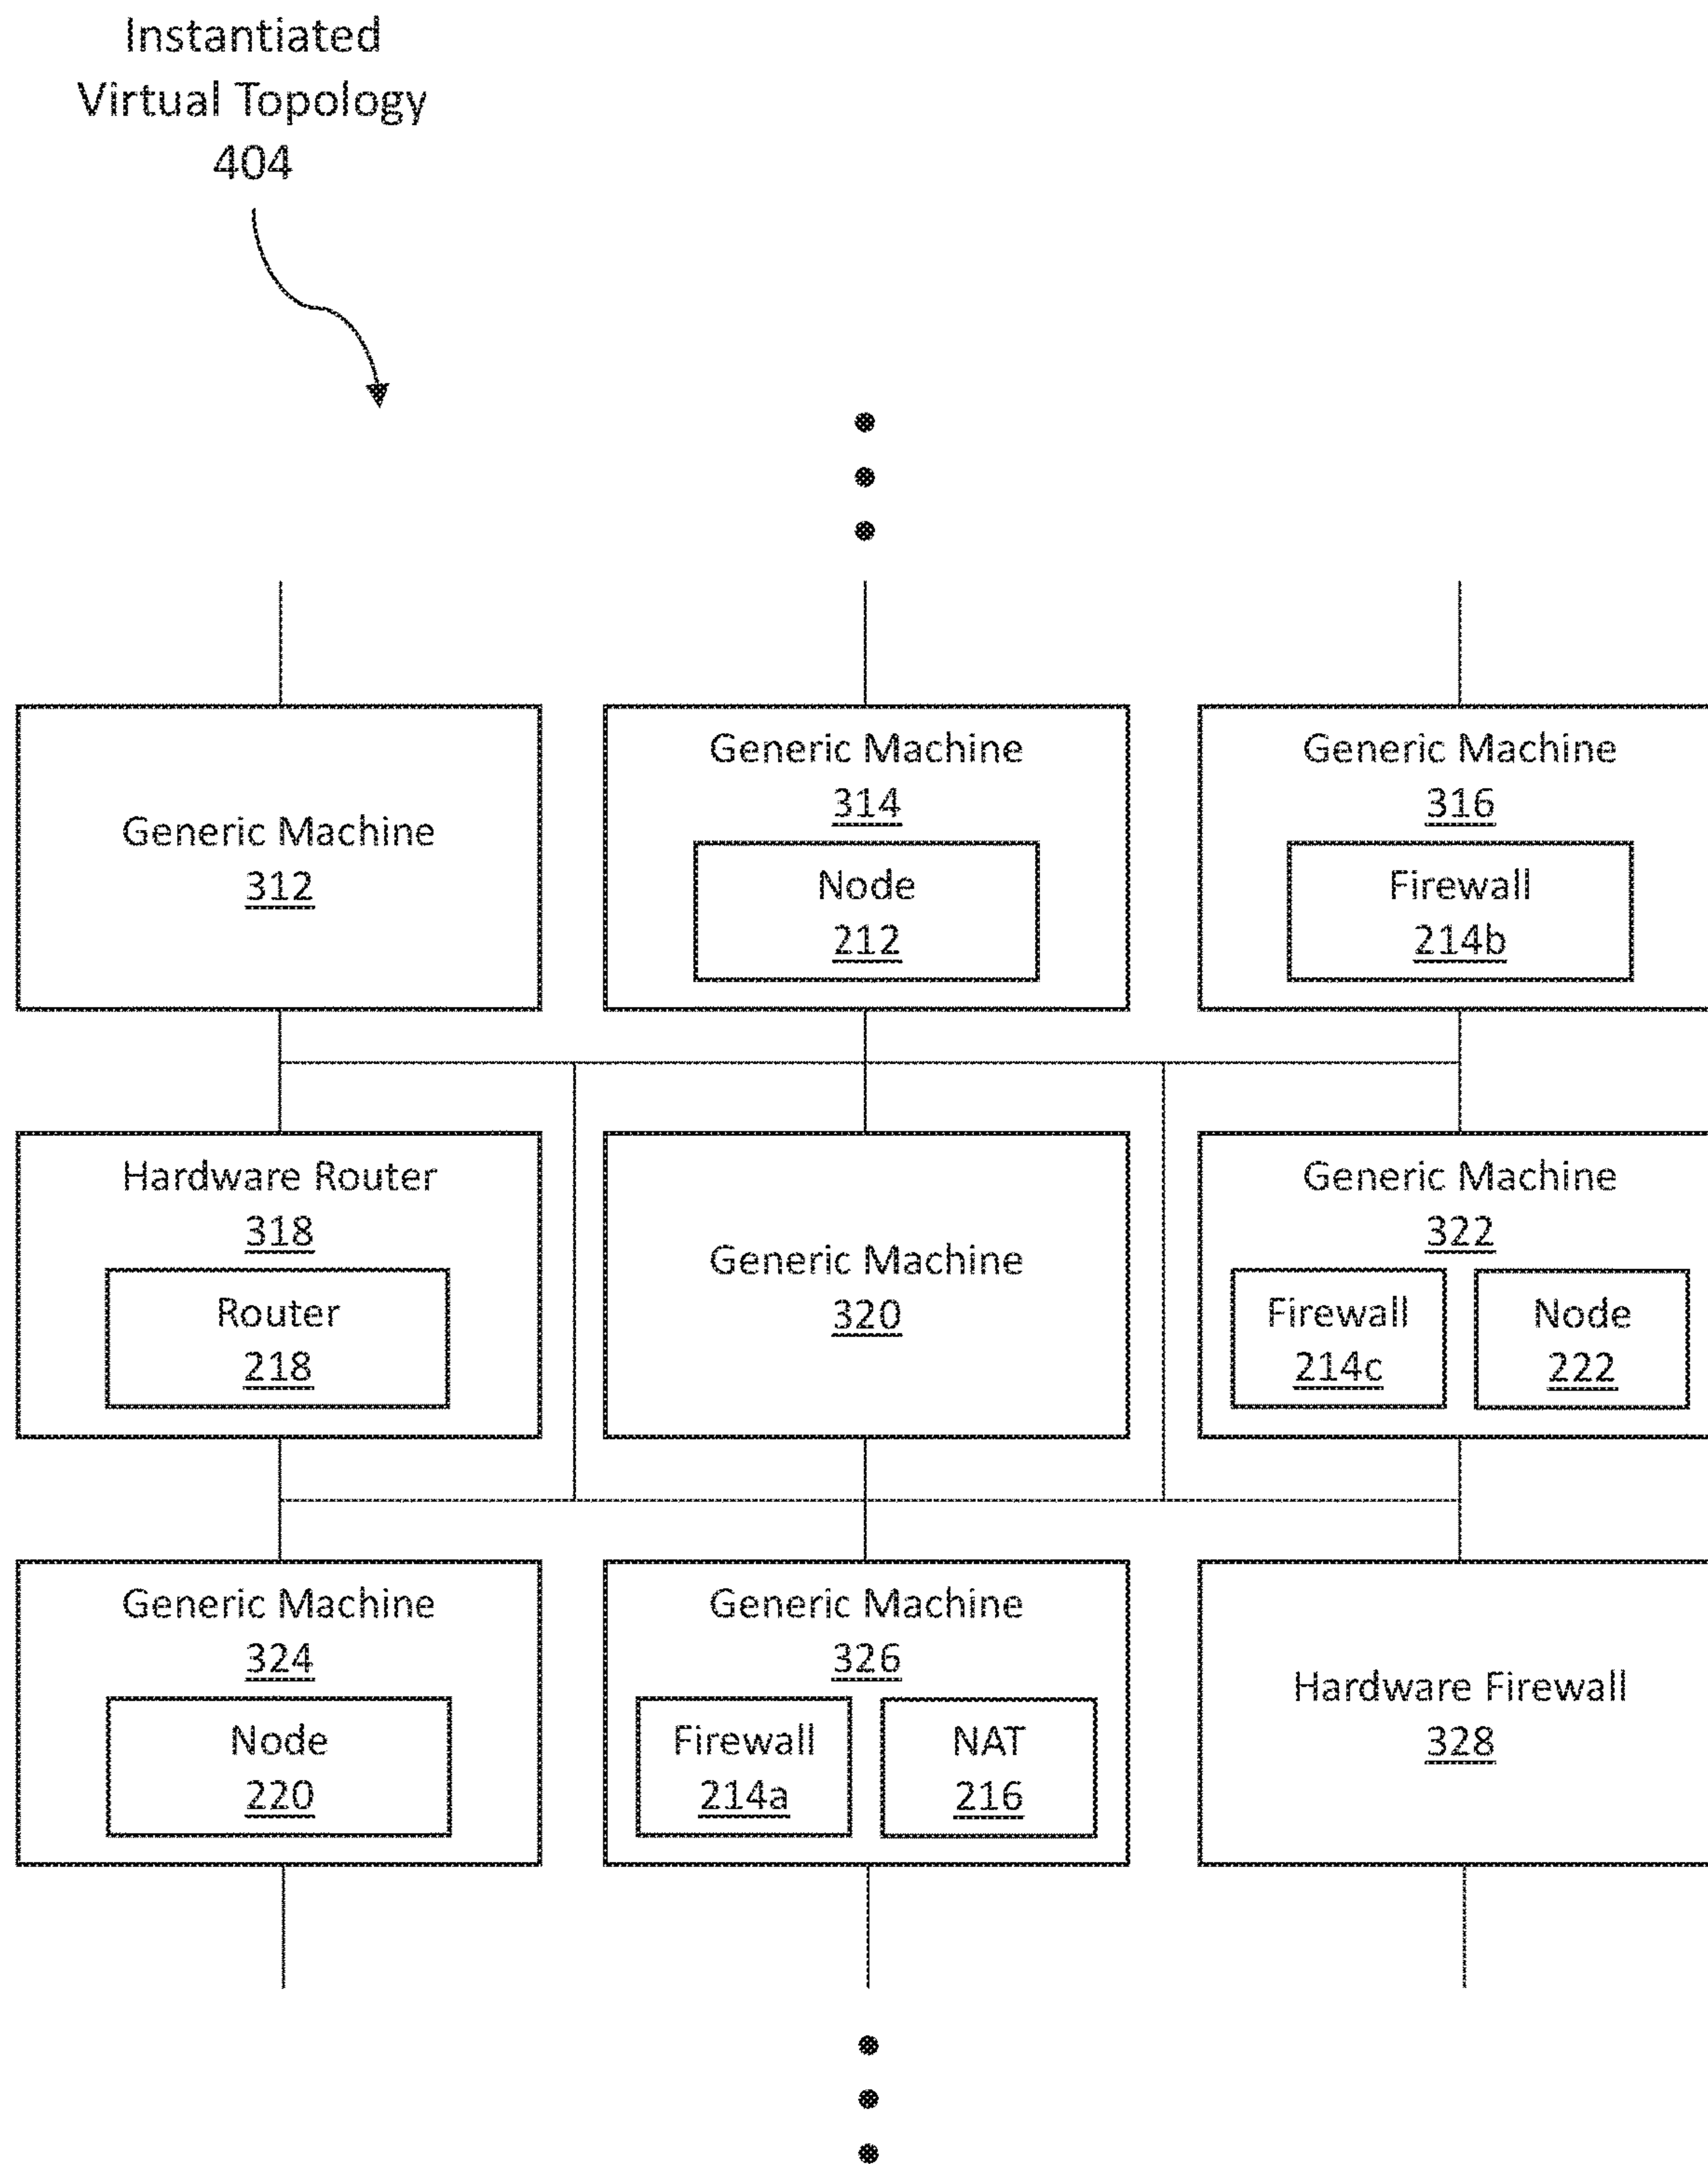 Instantiated
Virtual Topology
404
Generic Machine
312
Generic Machine
314
Node
212
Generic Machine
316
Firewall
214b
Hardware Router
318
Router
218
Generic Machine
320
Generic Machine
322
Firewall
214c
Node
222
Generic Machine
324
Node
220
Generic Machine
326
Firewall
214a
NAT
216
Hardware Firewall
328